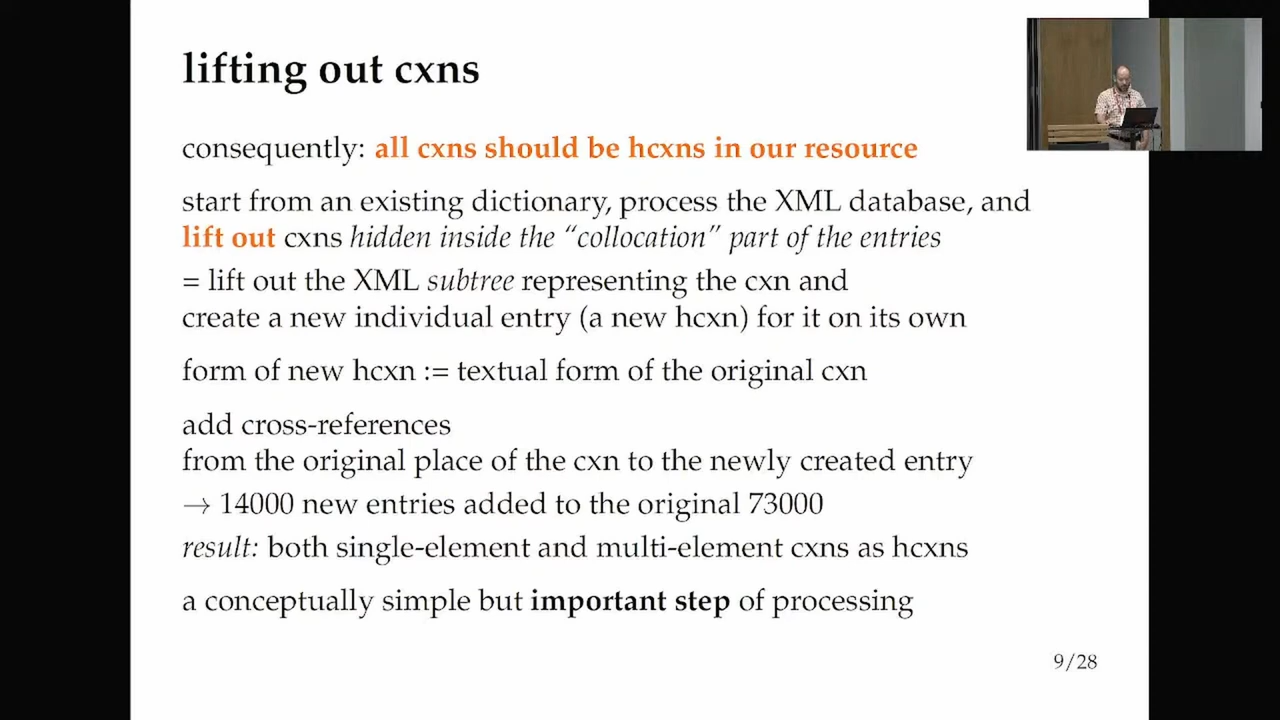 lifting out cxns
consequently: all cxns should be hcxns in our resource
start from an existing dictionary, process the XML database, and
lift out cxns hidden inside the “collocation” part of the entries
= lift out the XML subtree representing the cxn and
create a new individual entry (a new hcxn) for it on its own
form of new hcxn := textual form of the original cxn
add cross-references
from the original place of the cxn to the newly created entry
→ 14000 new entries added to the original 73000
result: both single-element and multi-element cxns as hcxns
a conceptually simple but important step of processing
9/28